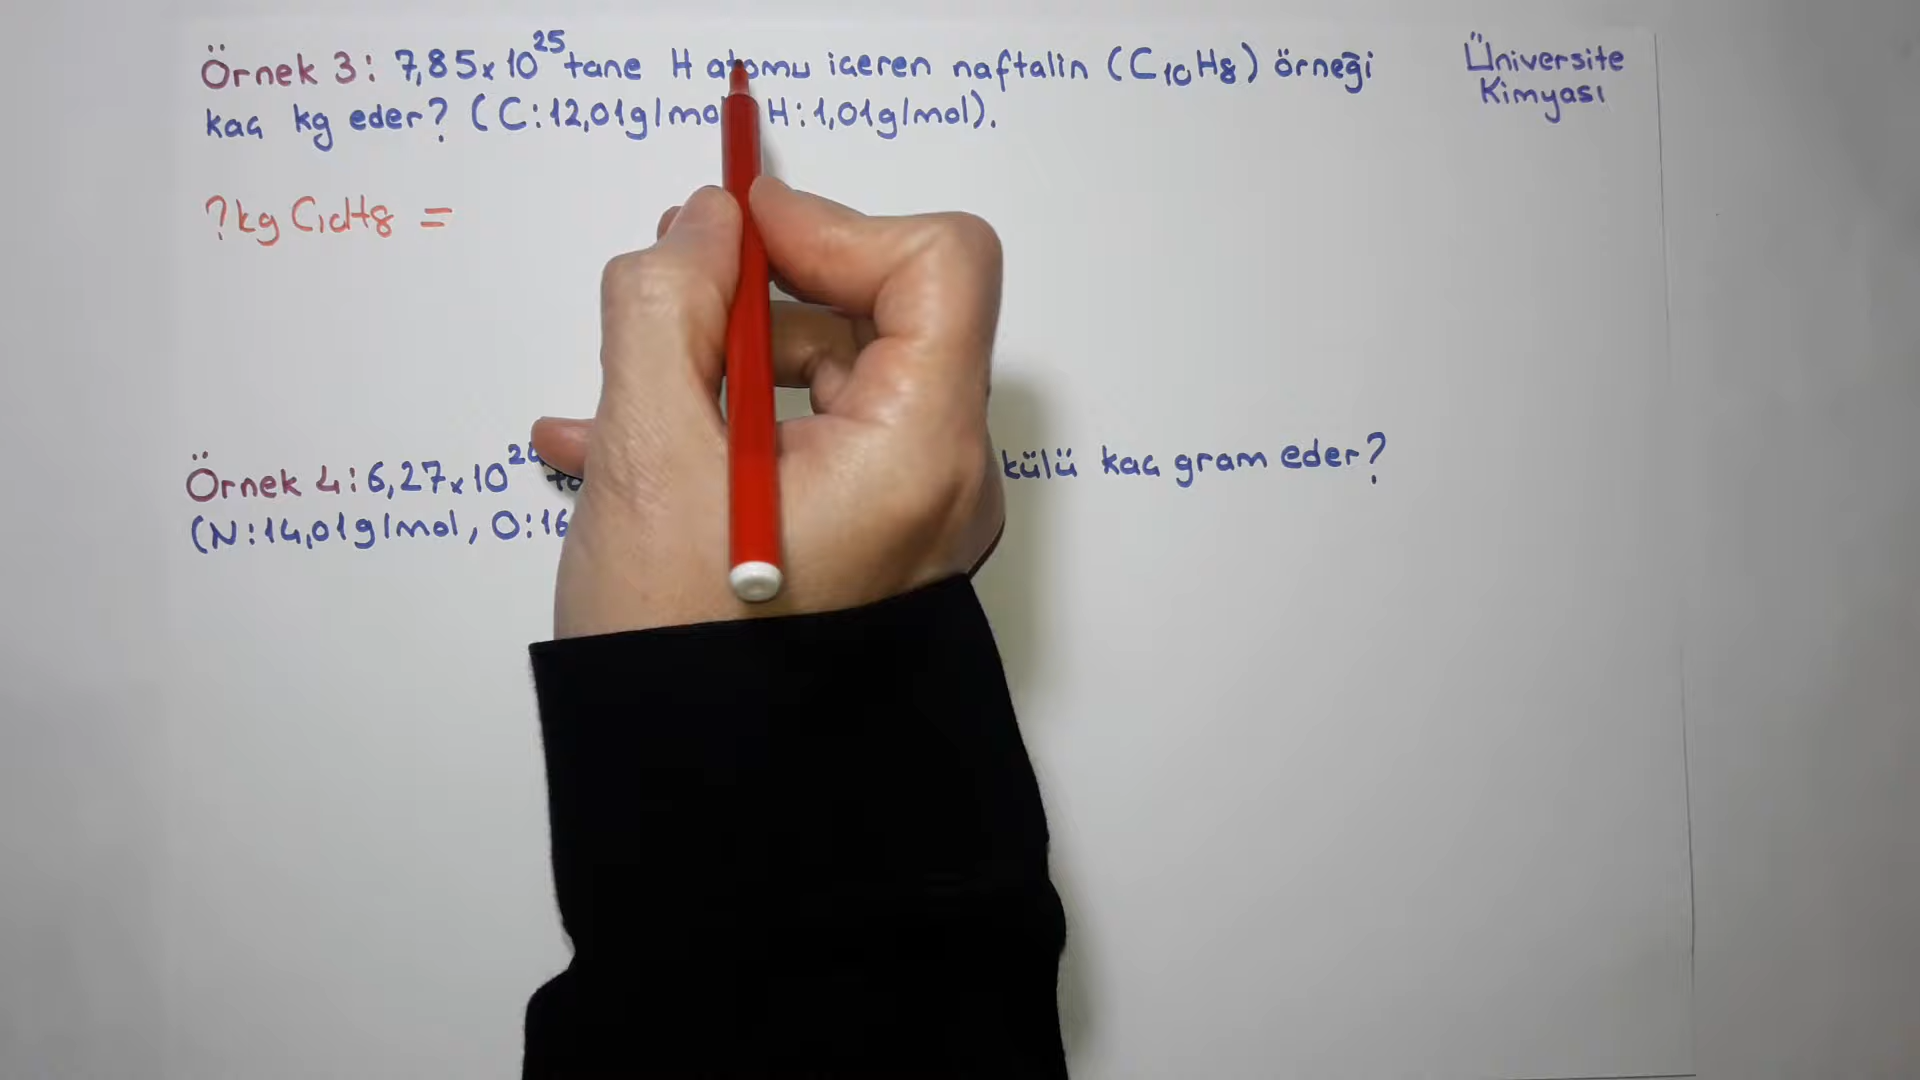 Örnek 3: 7,85x10^25 tane H atomu içeren naftalin (C10H8) örneği
kaç kg eder? (C:12,01g/mol H:1,01g/mol).
Üniversite
Kimyası
?kg C10H8 =
Örnek 4: 6,27x10 külü kaç gram eder?
(N:14,01g/mol, O:16